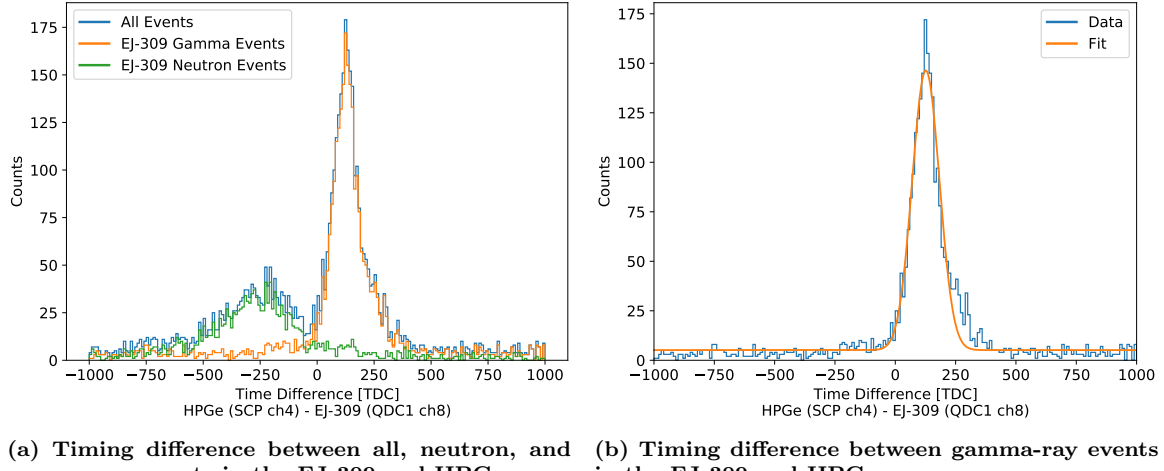 All Events
EJ-309 Gamma Events
EJ-309 Neutron Events
175
150
125
100
75
50
25
0
Counts
−1000 −750 −500 −250 0 250 500 750 1000
Time Difference [TDC]
HPGe (SCP ch4) - EJ-309 (QDC1 ch8)
Data
Fit
175
150
125
100
75
50
25
0
Counts
−1000 −750 −500 −250 0 250 500 750 1000
Time Difference [TDC]
HPGe (SCP ch4) - EJ-309 (QDC1 ch8)
(a) Timing difference between all, neutron, and
(b) Timing difference between gamma-ray events